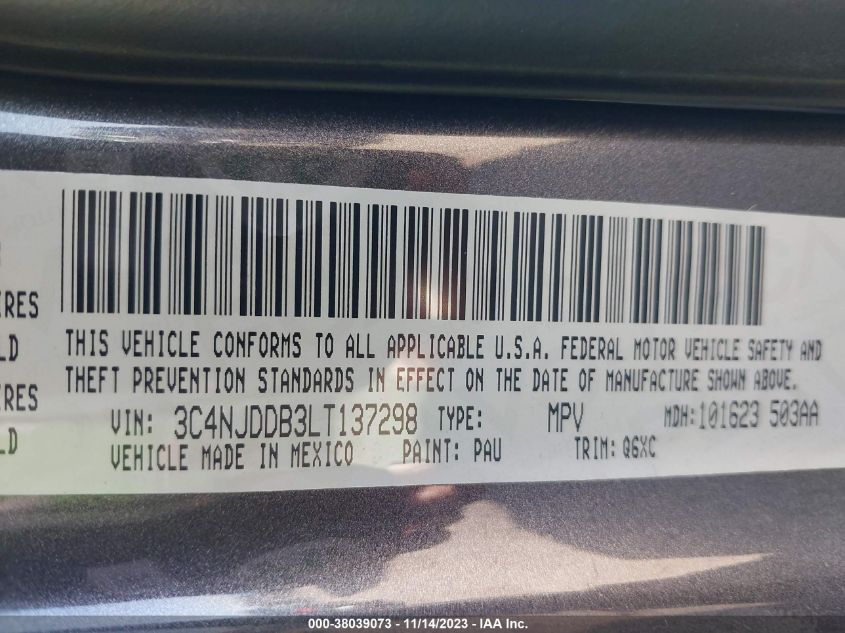 RES
THIS VEHICLE CONFORMS TO ALL APPLICABLE U.S.A. FEDERAL MOTOR VEHICLE SAFETY AND
LD
THEFT PREVENTION STANDARDS IN EFFECT ON THE DATE OF MANUFACTURE SHOWN ABOVE.
RES
VIN: 3C4NJDDB3LT137298 TYPE: MPV MDH:101623 503AA
LD
VEHICLE MADE IN MEXICO PAINT: PAU TRIM: Q6XC
000-38039073 - 11/14/2023 - IAA Inc.